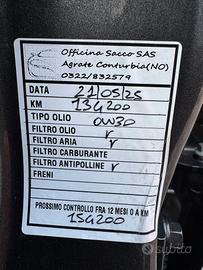 Officina Sacco SAS
Agrate Conturbia (NO)
0322/832579
DATA 21/05/25
KM 134200
TIPO OLIO 0W30
FILTRO OLIO v
FILTRO ARIA v
FILTRO CARBURANTE
FILTRO ANTIPOLLINE v
FRENI
PROSSIMO CONTROLLO FRA 12 MESI O A KM
154200
subito